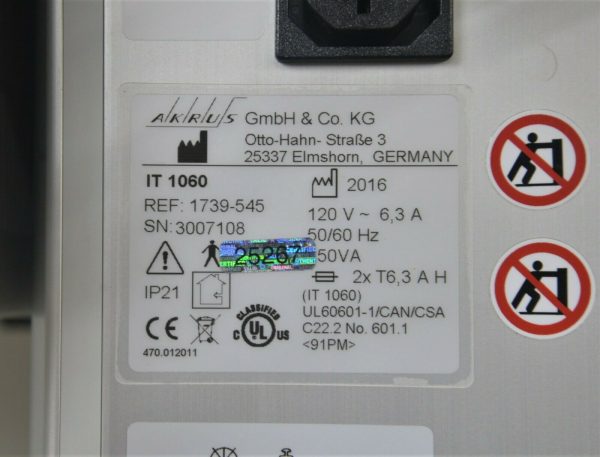 AKRUS GmbH & Co. KG
Otto-Hahn- Straße 3
25337 Elmshorn, GERMANY
IT 1060
2016
REF: 1739-545
SN: 3007108
120 V ~ 6,3 A
50/60 Hz
25267
50VA
2x T6,3 A H
IP21
(IT 1060)
UL60601-1/CAN/CSA
C22.2 No. 601.1
<91PM>
CE
CLASSIFIED
C UL US
470.012011